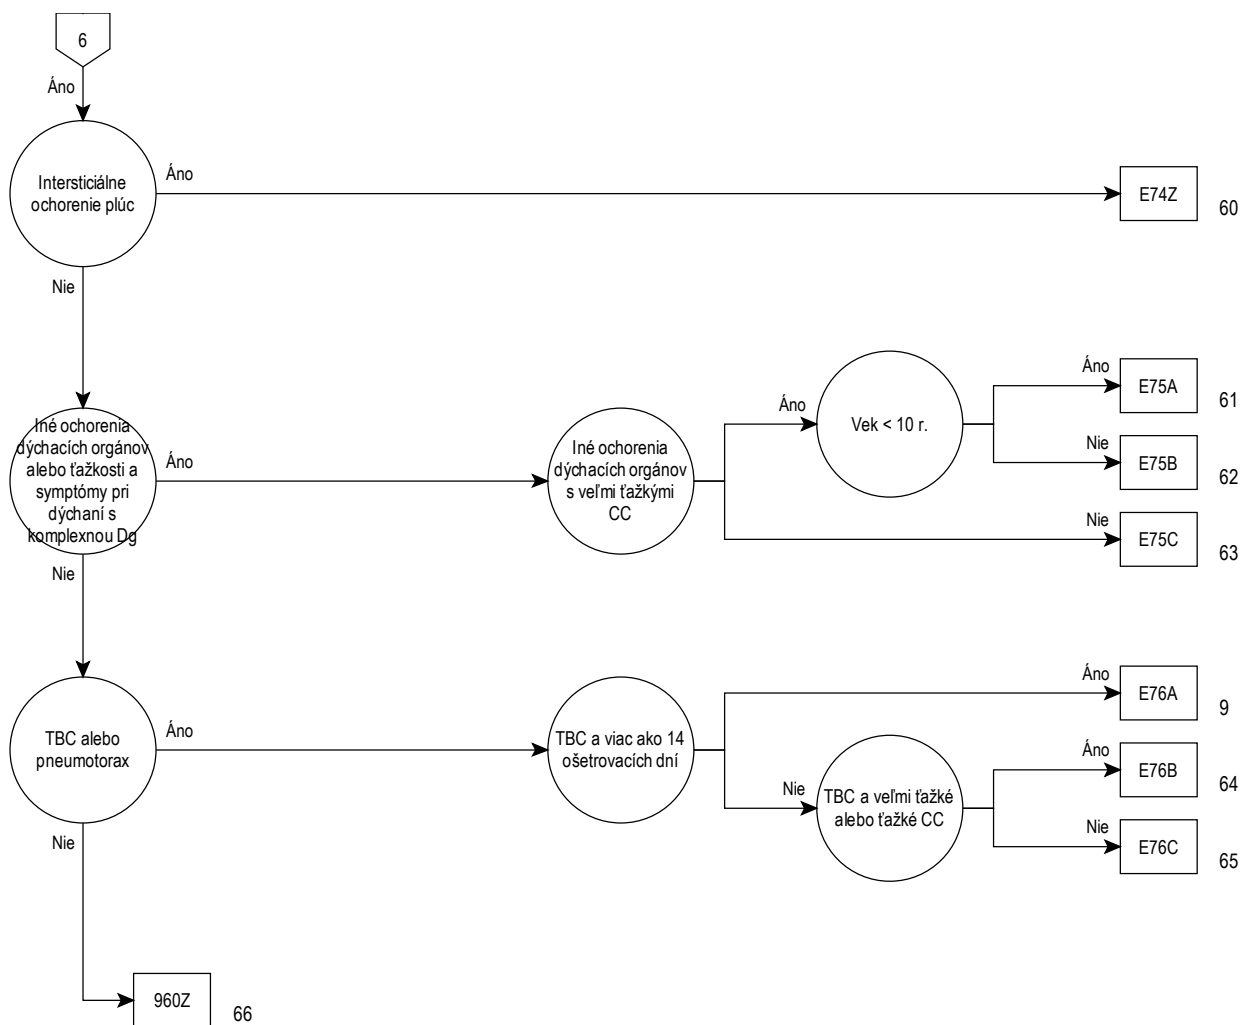 6
Áno
Intersticiálne
ochorenie plúc
Áno
E74Z
60
Nie
Iné ochorenia
dýchacích orgánov
alebo ťažkosti a
symptómy pri
dýchaní s
komplexnou Dg
Áno
Iné ochorenia
dýchacích orgánov
s veľmi ťažkými
CC
Áno
Vek < 10 r.
Áno
E75A
61
Nie
E75B
62
Nie
E75C
63
Nie
TBC alebo
pneumotorax
Áno
TBC a viac ako 14
ošetrovacích dní
Áno
E76A
9
Nie
TBC a veľmi ťažké
alebo ťažké CC
Áno
E76B
64
Nie
E76C
65
Nie
960Z
66